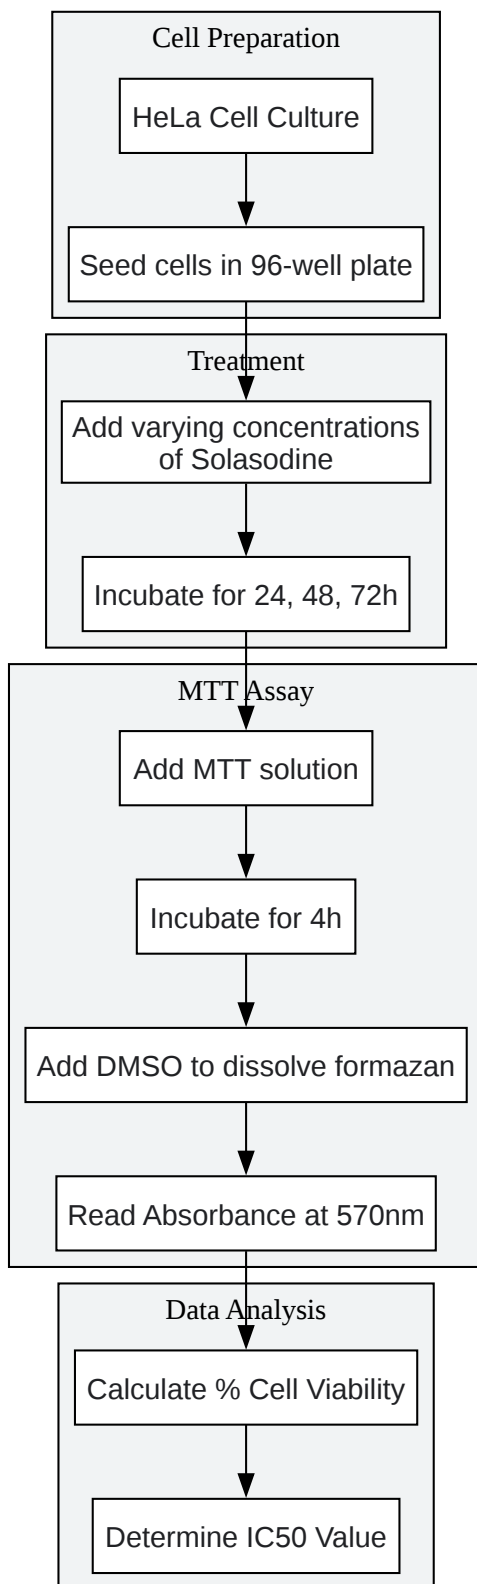 Cell Preparation
HeLa Cell Culture
Seed cells in 96-well plate
Treatment
Add varying concentrations
of Solasodine
Incubate for 24, 48, 72h
MTT Assay
Add MTT solution
Incubate for 4h
Add DMSO to dissolve formazan
Read Absorbance at 570nm
Data Analysis
Calculate % Cell Viability
Determine IC50 Value